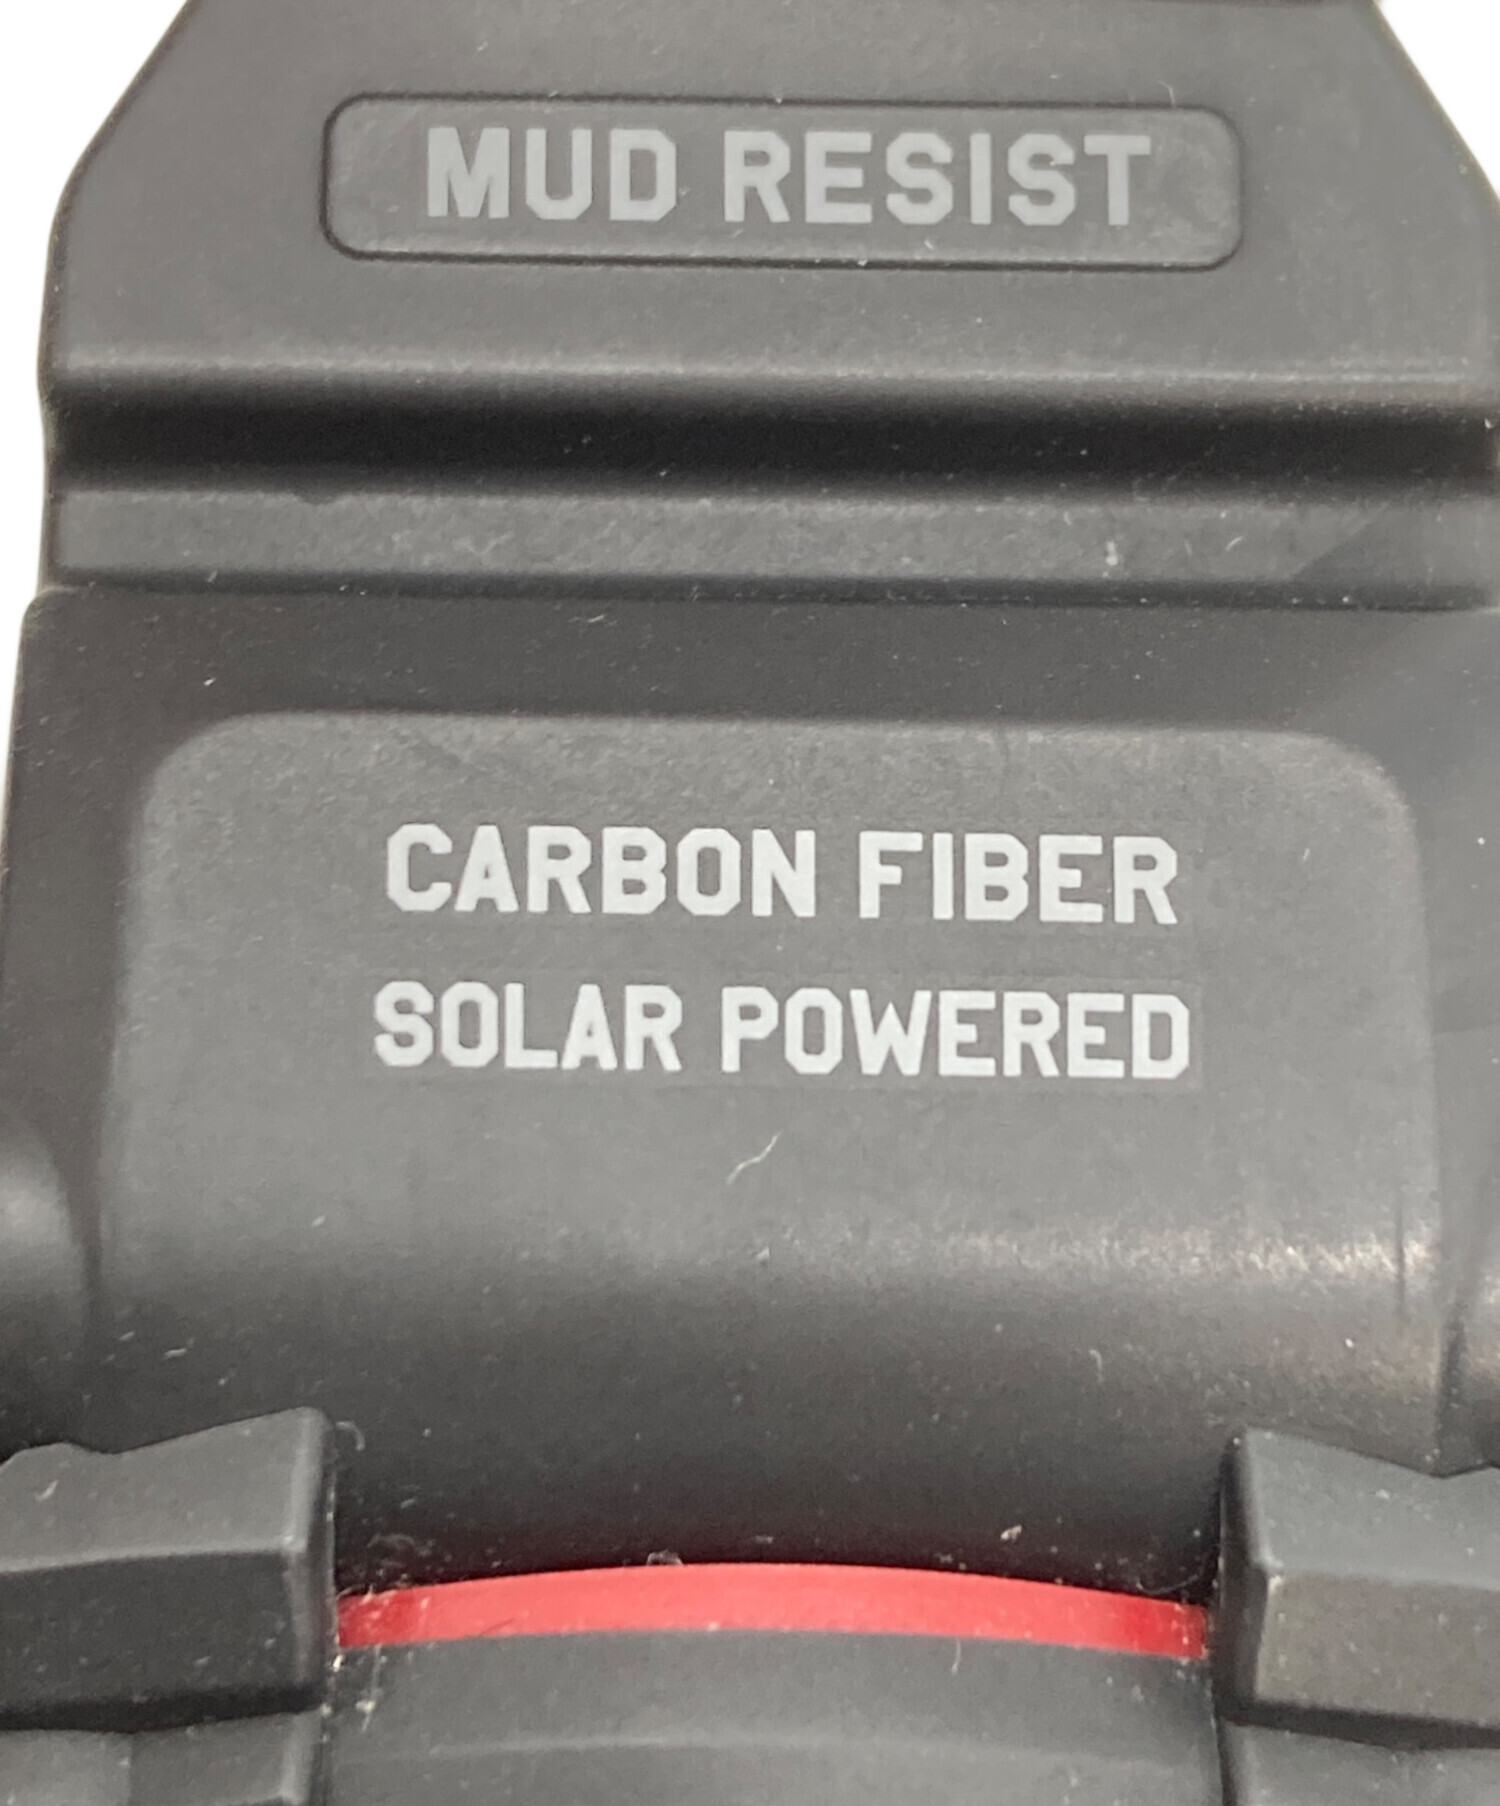 MUD RESIST
CARBON FIBER
SOLAR POWERED